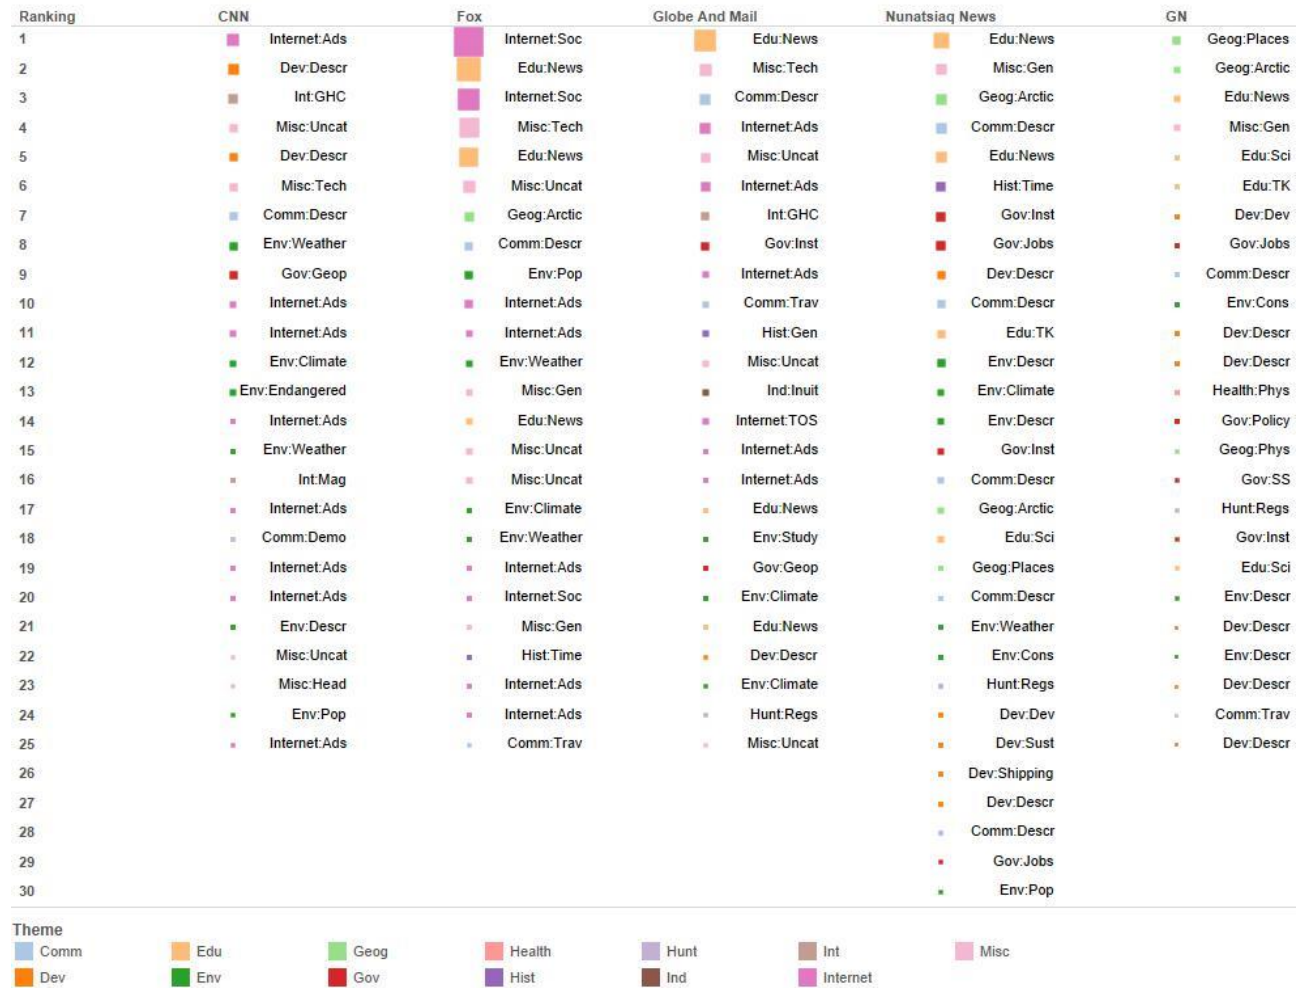 Ranking CNN Fox Globe And Mail Nunatsiaq News GN
1 Internet:Ads Internet:Soc Edu:News Edu:News Geog:Places
2 Dev:Descr Edu:News Misc:Tech Misc:Gen Geog:Arctic
3 Int:GHC Internet:Soc Comm:Descr Geog:Arctic Edu:News
4 Misc:Uncat Misc:Tech Internet:Ads Comm:Descr Misc:Gen
5 Dev:Descr Edu:News Misc:Uncat Edu:News Edu:Sci
6 Misc:Tech Misc:Uncat Internet:Ads Hist:Time Edu:TK
7 Comm:Descr Geog:Arctic Int:GHC Gov:Inst Dev:Dev
8 Env:Weather Comm:Descr Gov:Inst Gov:Jobs Gov:Jobs
9 Gov:Geop Env:Pop Internet:Ads Dev:Descr Comm:Descr
10 Internet:Ads Internet:Ads Comm:Trav Comm:Descr Env:Cons
11 Internet:Ads Internet:Ads Hist:Gen Edu:TK Dev:Descr
12 Env:Climate Env:Weather Misc:Uncat Env:Descr Dev:Descr
13 Env:Endangered Misc:Gen Ind:Inuit Env:Climate Health:Phys
14 Internet:Ads Edu:News Internet:TOS Env:Descr Gov:Policy
15 Env:Weather Misc:Uncat Internet:Ads Gov:Inst Geog:Phys
16 Int:Mag Misc:Uncat Internet:Ads Comm:Descr Gov:SS
17 Internet:Ads Env:Climate Edu:News Geog:Arctic Hunt:Regs
18 Comm:Demo Env:Weather Env:Study Edu:Sci Gov:Inst
19 Internet:Ads Internet:Ads Gov:Geop Geog:Places Edu:Sci
20 Internet:Ads Internet:Soc Env:Climate Comm:Descr Env:Descr
21 Env:Descr Misc:Gen Edu:News Env:Weather Dev:Descr
22 Misc:Uncat Hist:Time Dev:Descr Env:Cons Env:Descr
23 Misc:Head Internet:Ads Env:Climate Hunt:Regs Dev:Descr
24 Env:Pop Internet:Ads Hunt:Regs Dev:Dev Comm:Trav
25 Internet:Ads Comm:Trav Misc:Uncat Dev:Sust Dev:Descr
26 Dev:Shipping
27 Dev:Descr
28 Comm:Descr
29 Gov:Jobs
30 Env:Pop
Theme
Comm Edu Geog Health Hunt Int Misc
Dev Env Gov Hist Ind Internet